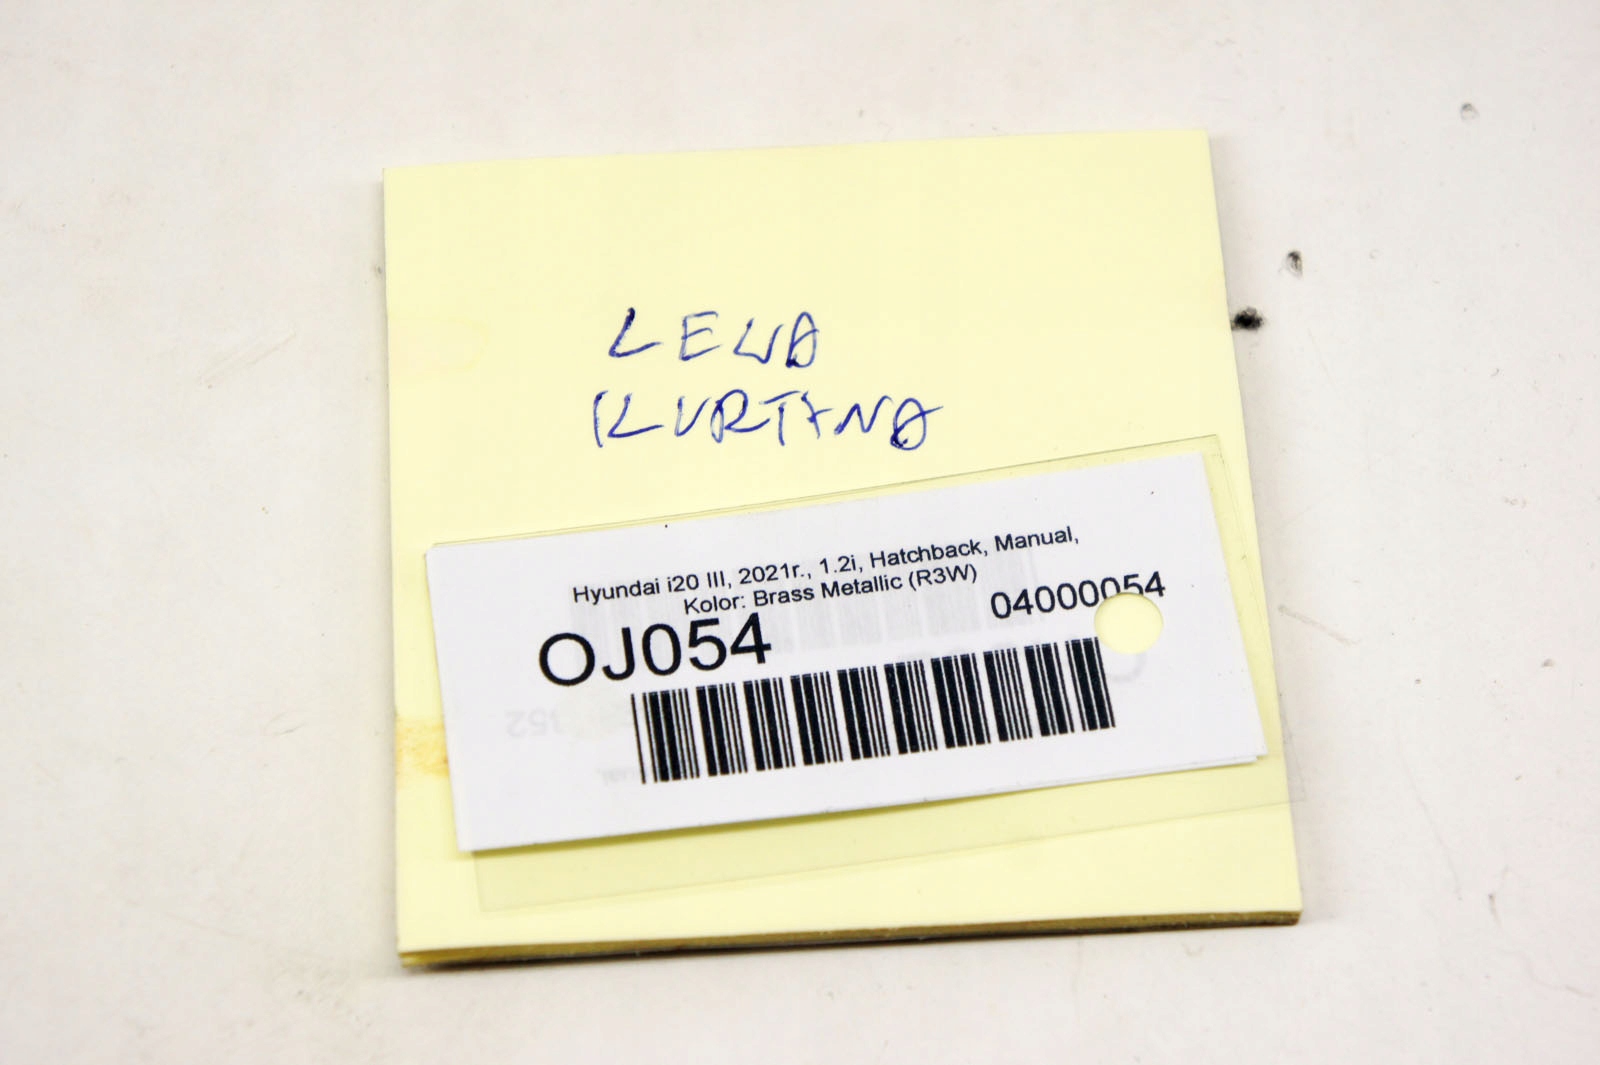 LEWA
KURTYNA
Hyundai i20 III, 2021r., 1.2i, Hatchback, Manual,
Kolor: Brass Metallic (R3W)
OJ054
04000054